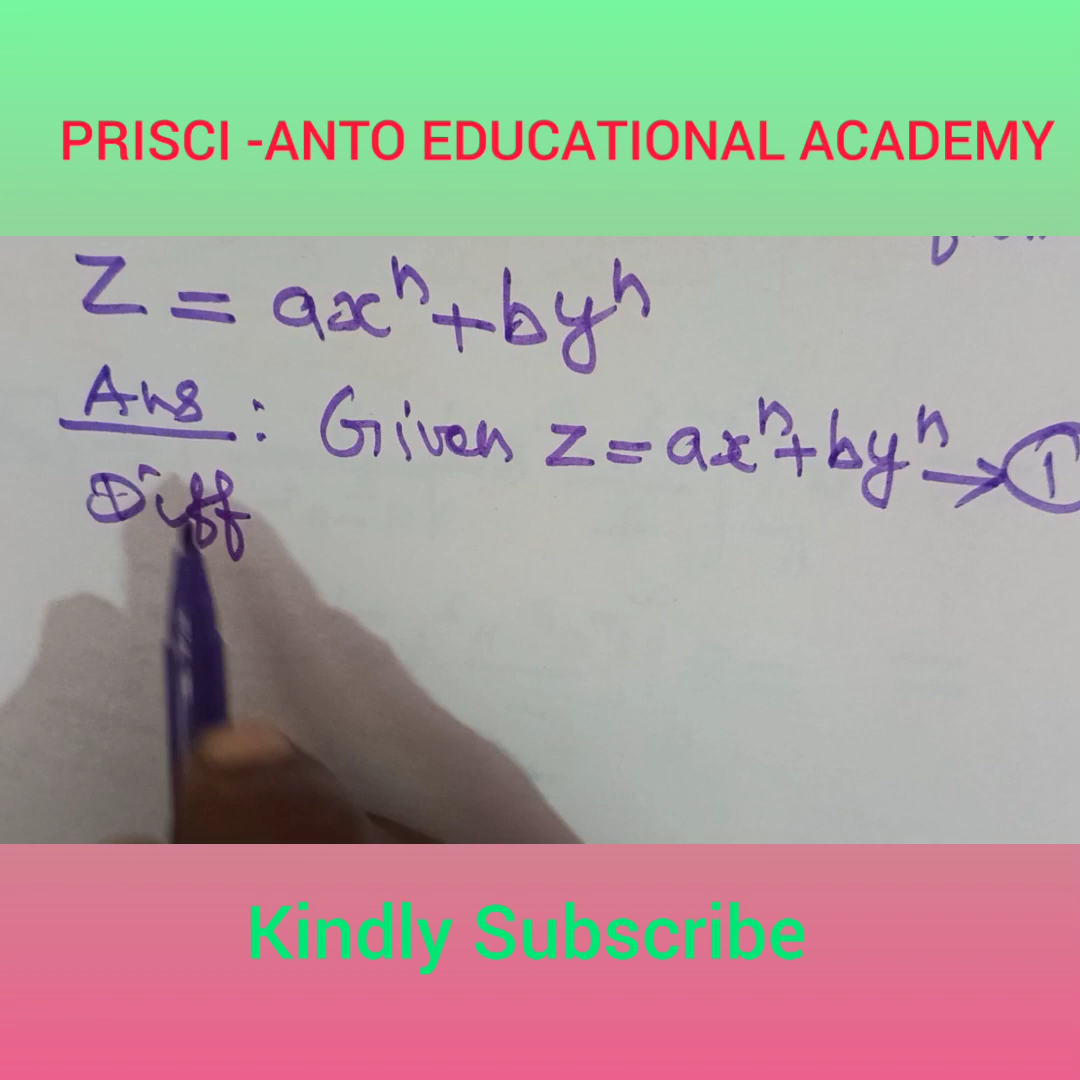 PRISCI -ANTO EDUCATIONAL ACADEMY
Z = axⁿ+byⁿ
Ans : Given z = axⁿ+byⁿ → ①
Diff
Kindly Subscribe